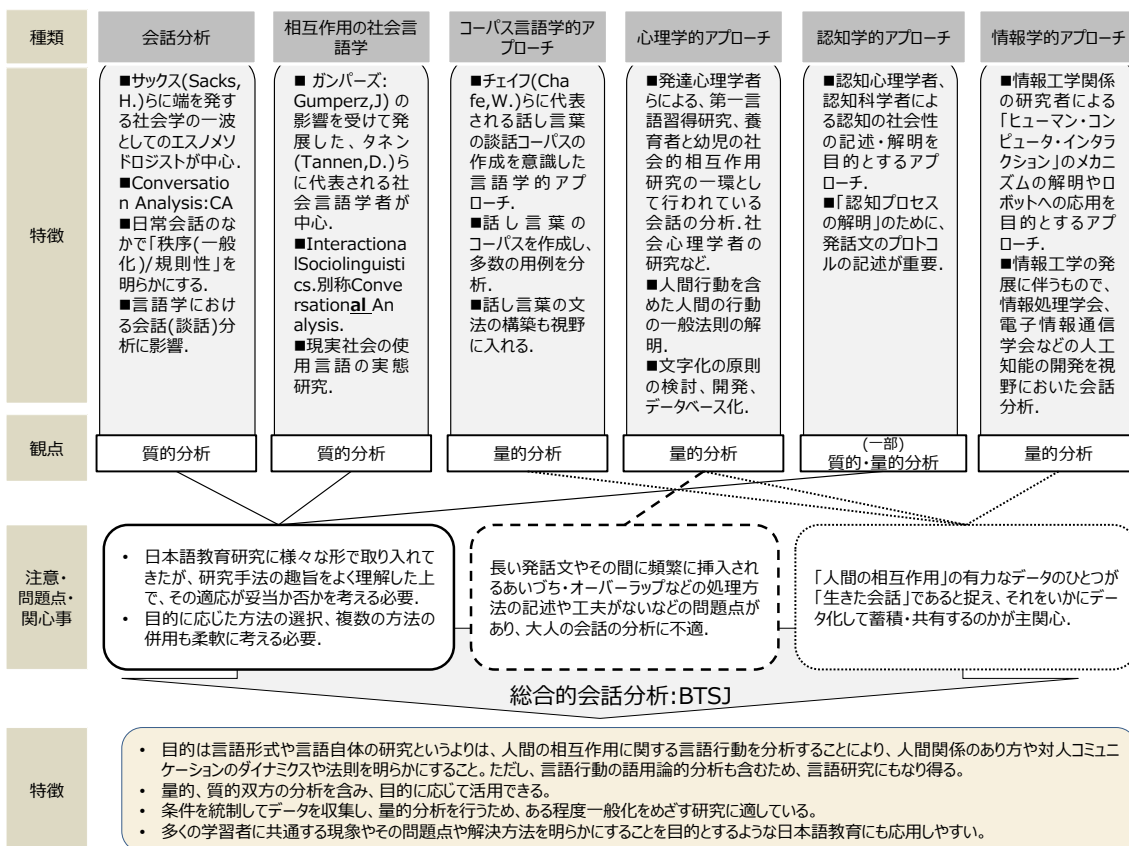 種類
会話分析
相互作用の社会言
語学
コーパス言語学的ア
プローチ
心理学的アプローチ
認知学的アプローチ
情報学的アプローチ
特徴
■サックス(Sacks,
H.)らに端を発す
る社会学の一波
としてのエスノメソ
ドロジストが中心.
■Conversatio
n Analysis:CA
■日常会話のな
かで「秩序(一般
化)/規則性」を
明らかにする.
■言語学におけ
る会話(談話)分
析に影響.
■ ガンパーズ:
Gumperz,J) の
影響を受けて発
展した、タネン
(Tannen,D.)ら
に代表される社
会言語学者が
中心.
■Interactiona
lSociolinguisti
cs.別称Conve
rsational An
alysis.
■現実社会の使
用言語の実態
研究.
■チェイフ(Cha
fe,W.)らに代表
される話し言葉
の談話コーパスの
作成を意識した
言語学的アプ
ローチ.
■話し言葉の
コーパスを作成し、
多数の用例を分
析.
■話し言葉の文
法の構築も視野
に入れる.
■発達心理学者
らによる、第一言
語習得研究、養
育者と幼児の社
会的相互作用
研究の一環とし
て行われている
会話の分析.社
会心理学者の
研究など.
■人間行動を含
めた人間の行動
の一般法則の解
明.
■文字化の原則
の検討、開発、
データベース化.
■認知心理学者、
認知科学者によ
る認知の社会性
の記述・解明を
目的とするアプ
ローチ.
■「認知プロセス
の解明」のために、
発話文のプロトコ
ルの記述が重要.
■情報工学関係
の研究者による
「ヒューマン・コン
ピュータ・インタラ
クション」のメカニ
ズムの解明やロ
ボットへの応用を
目的とするアプ
ローチ.
■情報工学の発
展に伴うもので、
情報処理学会、
電子情報通信
学会などの人工
知能の開発を視
野においた会話
分析.
観点
質的分析
質的分析
量的分析
量的分析
(一部)
質的・量的分析
量的分析
注意・
問題点・
関心事
• 日本語教育研究に様々な形で取り入れて
きたが、研究手法の趣旨をよく理解した上
で、その適応が妥当か否かを考える必要.
• 目的に応じた方法の選択、複数の方法の
併用も柔軟に考える必要.
長い発話文やその間に頻繁に挿入され
るあいづち・オーバーラップなどの処理方
法の記述や工夫がないなどの問題点が
あり、大人の会話の分析に不適.
「人間の相互作用」の有力なデータのひとつが
「生きた会話」であると捉え、それをいかにデー
タ化して蓄積・共有するのかが主関心.
総合的会話分析:BTSJ
特徴
• 目的は言語形式や言語自体の研究というよりは、人間の相互作用に関する言語行動を分析することにより、人間関係のあり方や対人コミュニ
ケーションのダイナミクスや法則を明らかにすること。ただし、言語行動の語用論的分析も含むため、言語研究にもなり得る。
• 量的、質的双方の分析を含み、目的に応じて活用できる。
• 条件を統制してデータを収集し、量的分析を行うため、ある程度一般化をめざす研究に適している。
• 多くの学習者に共通する現象やその問題点や解決方法を明らかにすることを目的とするような日本語教育にも応用しやすい。